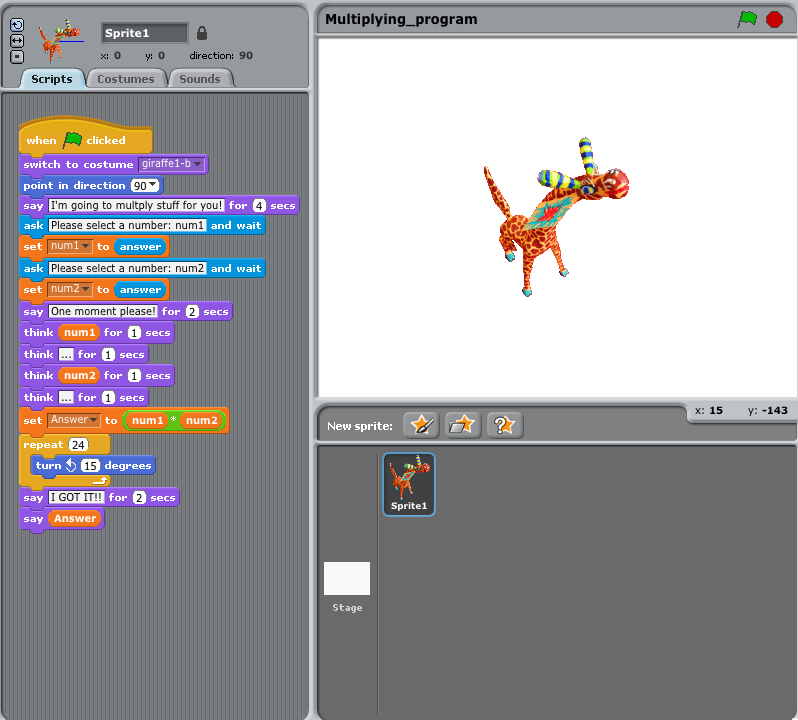 Sprite1
x: 0 y: 0 direction: 90
Scripts Costumes Sounds
when clicked
switch to costume giraffe1-b
point in direction 90
say I'm going to multply stuff for you! for 4 secs
ask Please select a number: num1 and wait
set num1 to answer
ask Please select a number: num2 and wait
set num2 to answer
say One moment please! for 2 secs
think num1 for 1 secs
think ... for 1 secs
think num2 for 1 secs
think ... for 1 secs
set Answer to num1 * num2
repeat 24
turn 15 degrees
say I GOT IT!! for 2 secs
say Answer
Multiplying_program
x: 15 y: -143
New sprite:
Sprite1
Stage